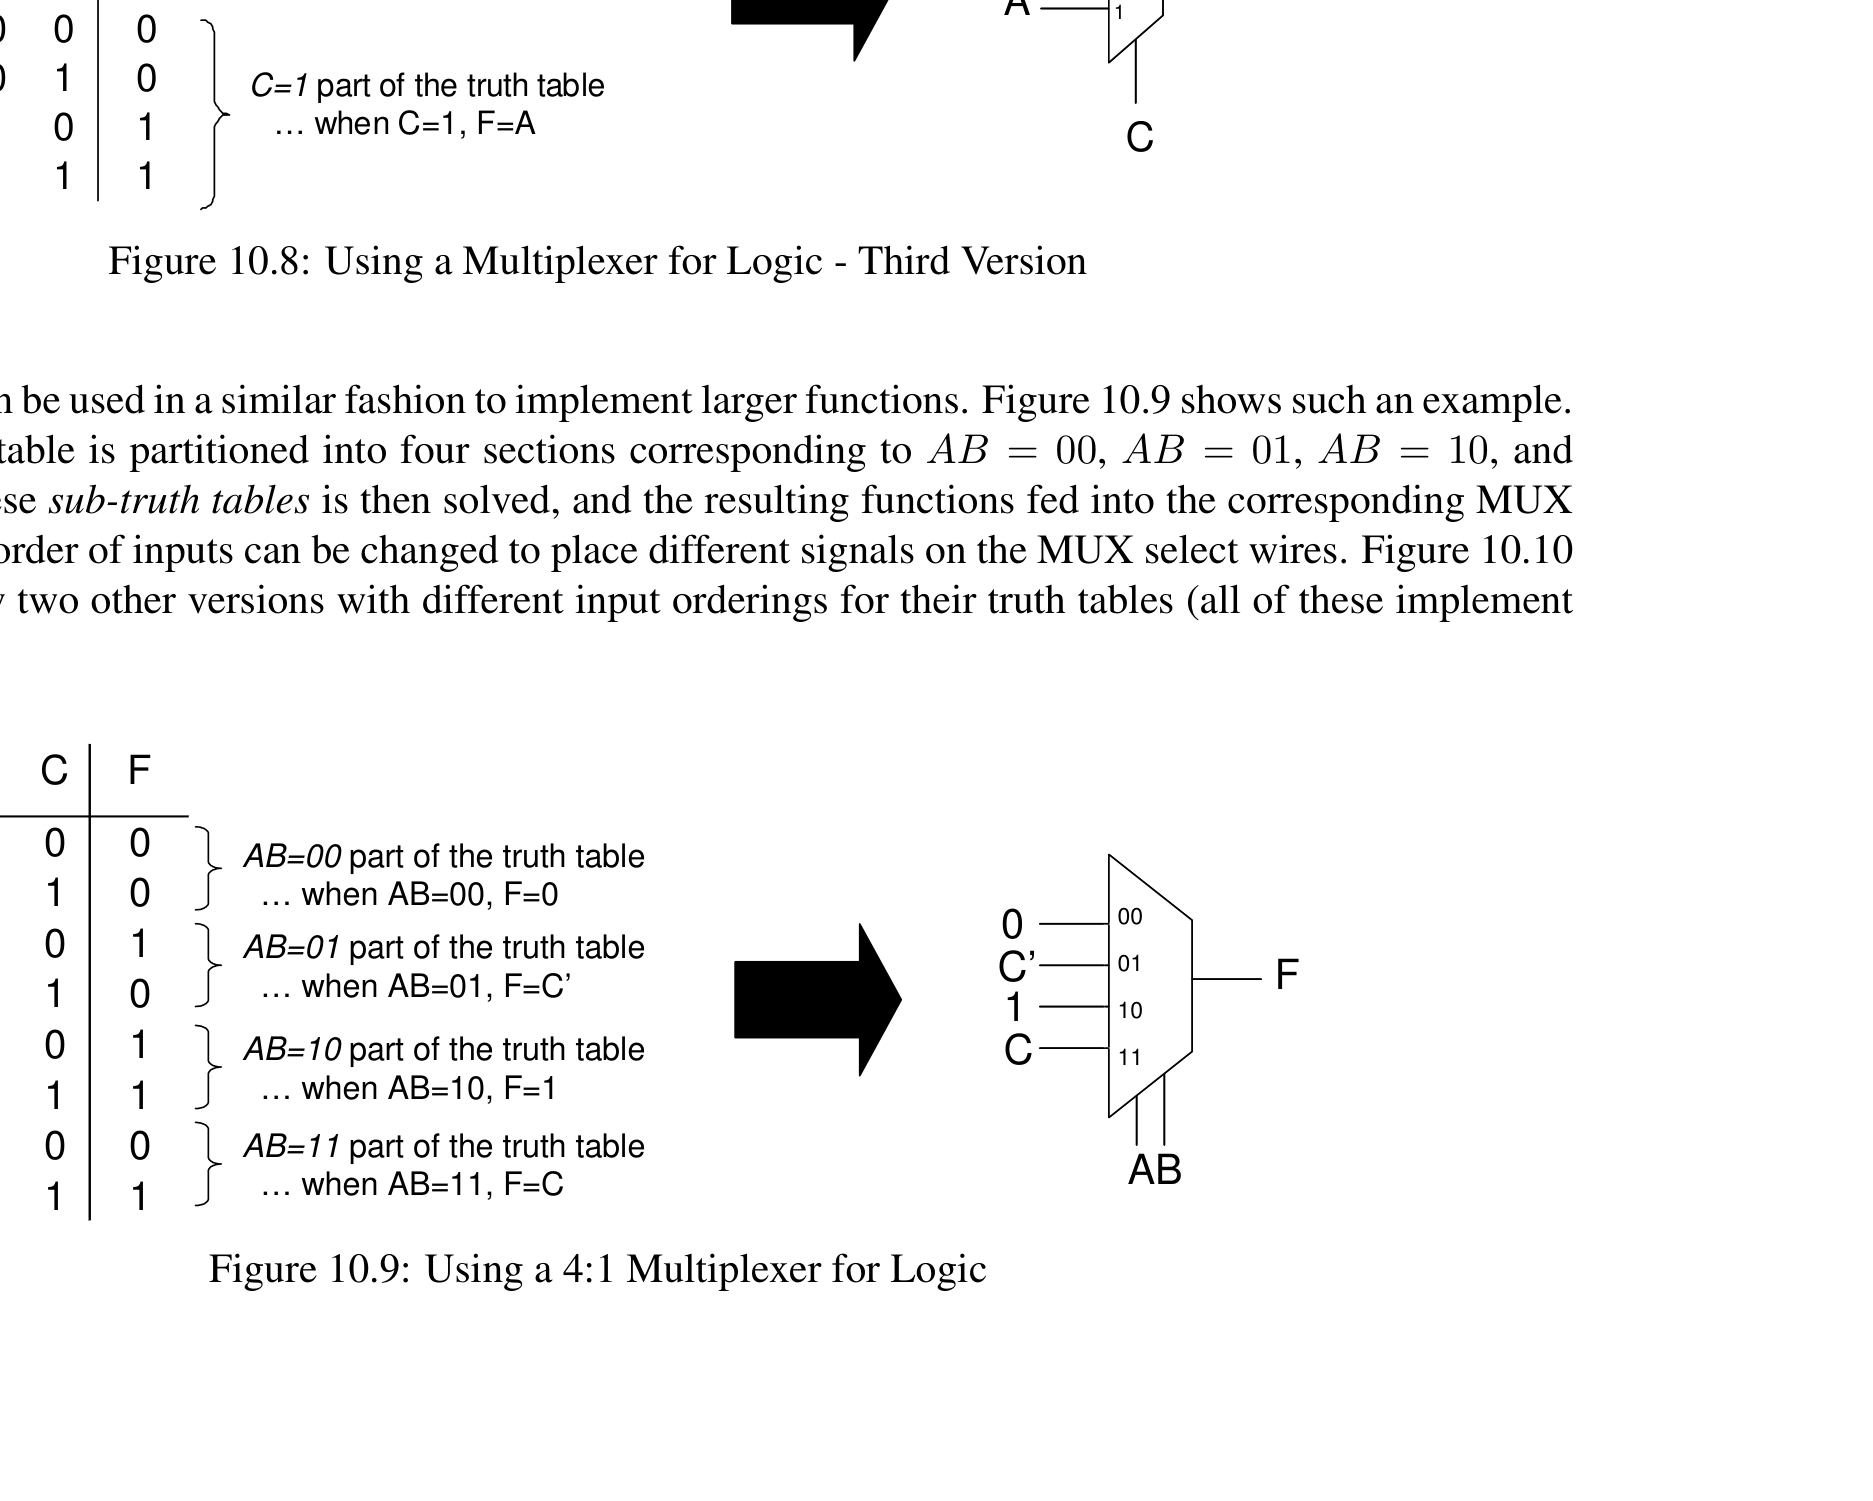 0 0
A
1
1 0
C=1 part of the truth table
0 1
… when C=1, F=A
1 1
C
Figure 10.8: Using a Multiplexer for Logic - Third Version
be used in a similar fashion to implement larger functions. Figure 10.9 shows such an example.
table is partitioned into four sections corresponding to AB = 00, AB = 01, AB = 10, and
sub-truth tables is then solved, and the resulting functions fed into the corresponding MUX
order of inputs can be changed to place different signals on the MUX select wires. Figure 10.10
two other versions with different input orderings for their truth tables (all of these implement
C F
0 0
1 0
0 1
1 0
0 1
1 1
0 0
1 1
AB=00 part of the truth table
… when AB=00, F=0
AB=01 part of the truth table
… when AB=01, F=C’
AB=10 part of the truth table
… when AB=10, F=1
AB=11 part of the truth table
… when AB=11, F=C
0 00
C’ 01
1 10
C 11
F
AB
Figure 10.9: Using a 4:1 Multiplexer for Logic